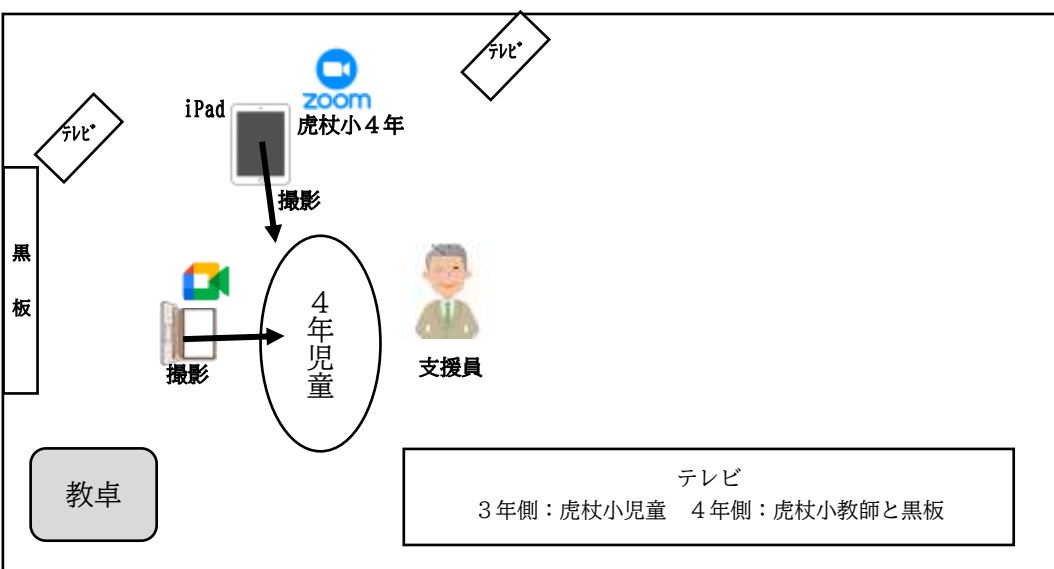 ﾃﾚﾋﾞ
zoom
iPad
虎杖小４年
ﾃﾚﾋﾞ
撮影
黒板
４年児童
撮影
支援員
教卓
テレビ
３年側：虎杖小児童　４年側：虎杖小教師と黒板